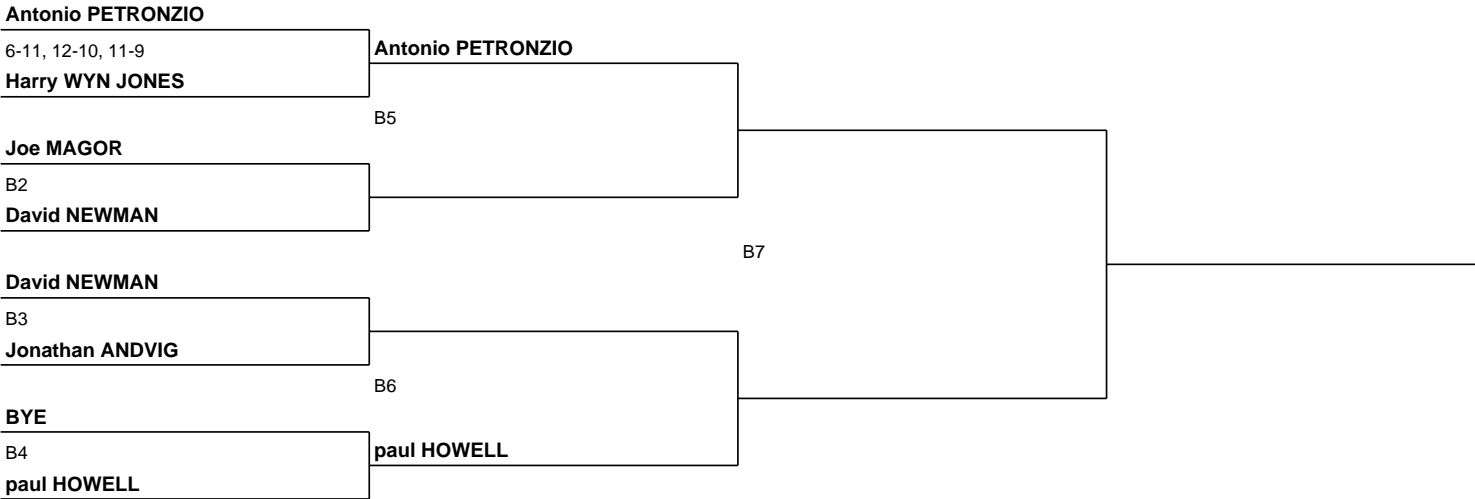 Antonio PETRONZIO
6-11, 12-10, 11-9
Antonio PETRONZIO
Harry WYN JONES
B5
Joe MAGOR
B2
David NEWMAN
B7
David NEWMAN
B3
Jonathan ANDVIG
B6
BYE
B4
paul HOWELL
paul HOWELL